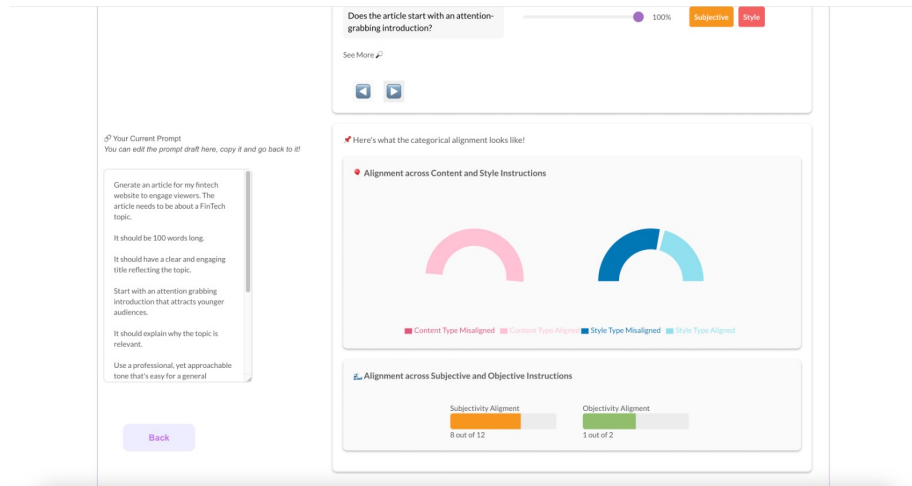 Does the article start with an attention-
grabbing introduction?
100%
Subjective
Style
See More
Your Current Prompt
You can edit the prompt draft here, copy it and go back to it!
Gnerate an article for my fintech
website to engage viewers. The
article needs to be about a FinTech
topic.
It should be 100 words long.
It should have a clear and engaging
title reflecting the topic.
Start with an attention grabbing
introduction that attracts younger
audiences.
It should explain why the topic is
relevant.
Use a professional, yet approachable
tone that's easy for a general
Back
Here's what the categorical alignment looks like!
Alignment across Content and Style Instructions
Content Type Misaligned Content Type Aligned Style Type Misaligned Style Type Aligned
Alignment across Subjective and Objective Instructions
Subjectivity Aligment Objectivity Aligment
8 out of 12 1 out of 2